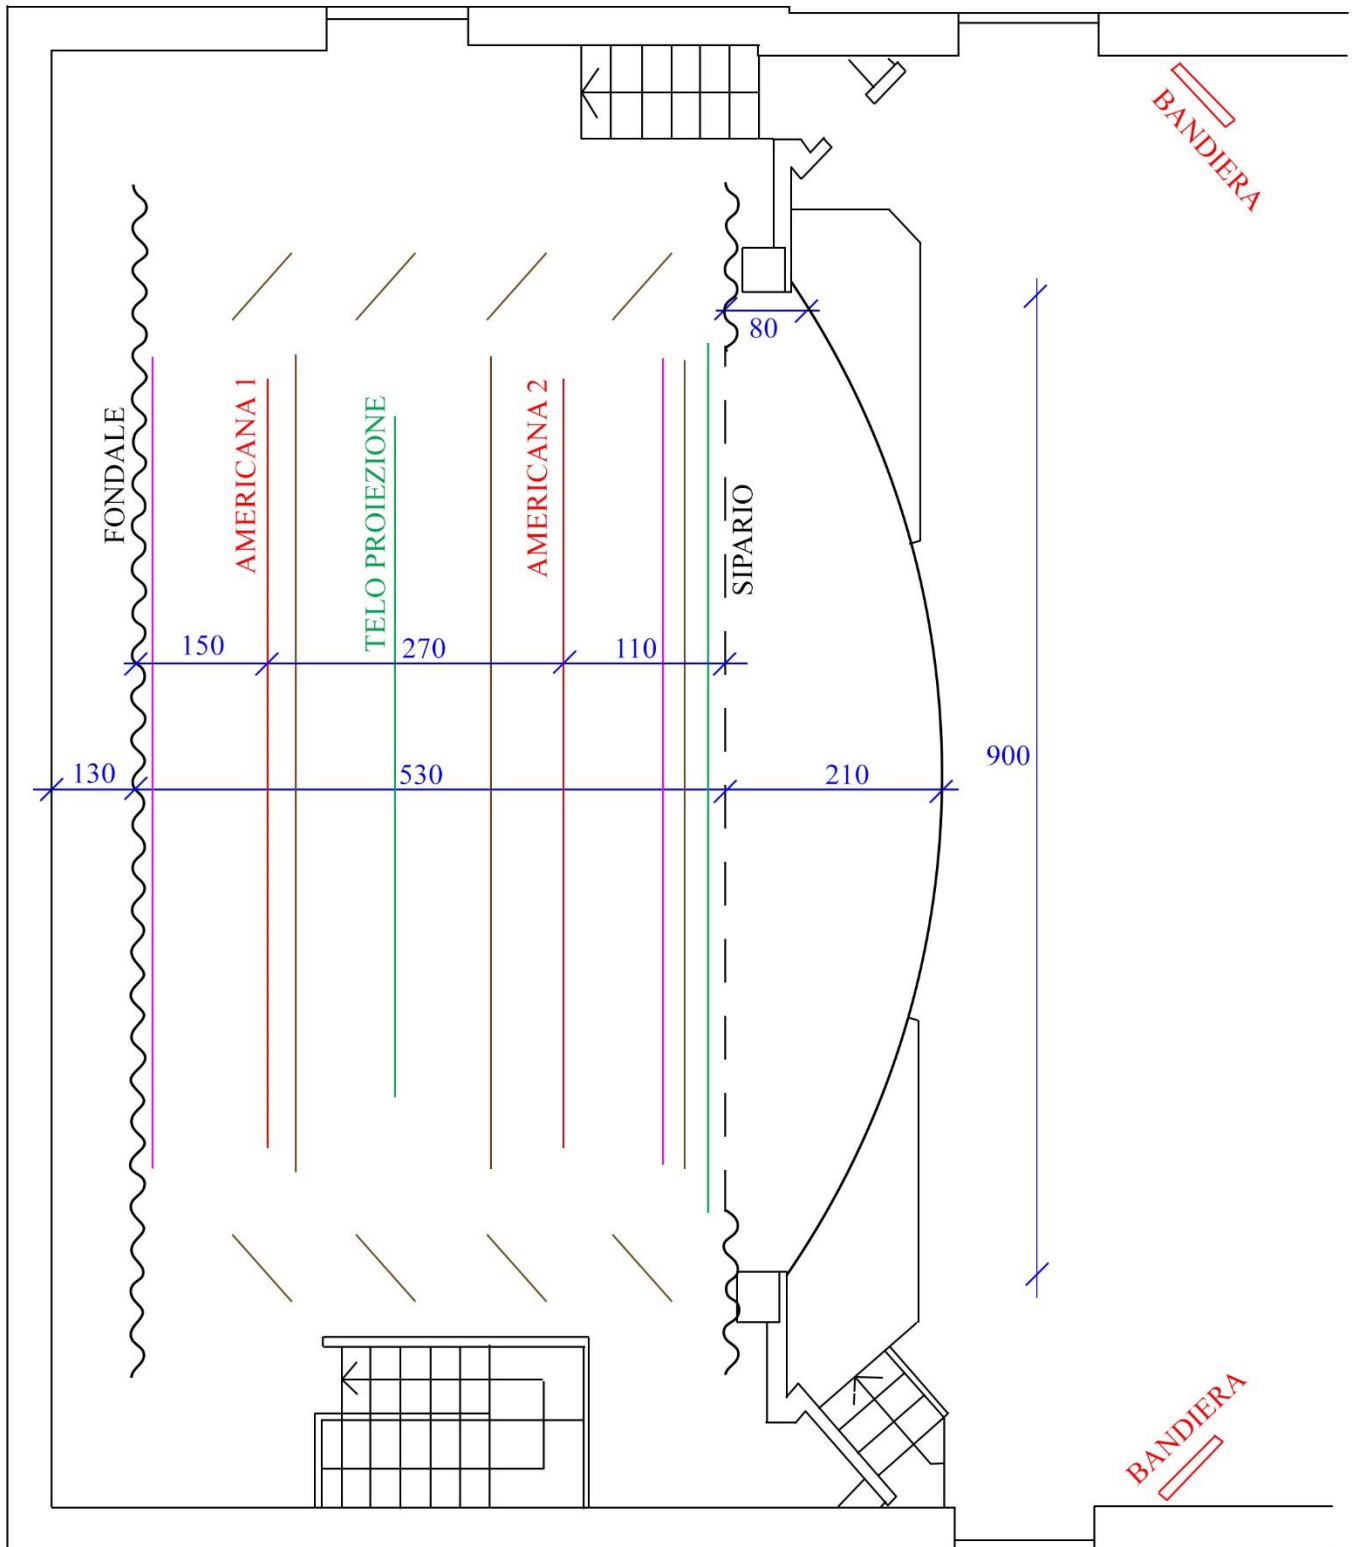 BANDIERA
80
FONDALE
AMERICANA 1
TELO PROIEZIONE
AMERICANA 2
SIPARIO
150
270
110
130
530
210
900
BANDIERA